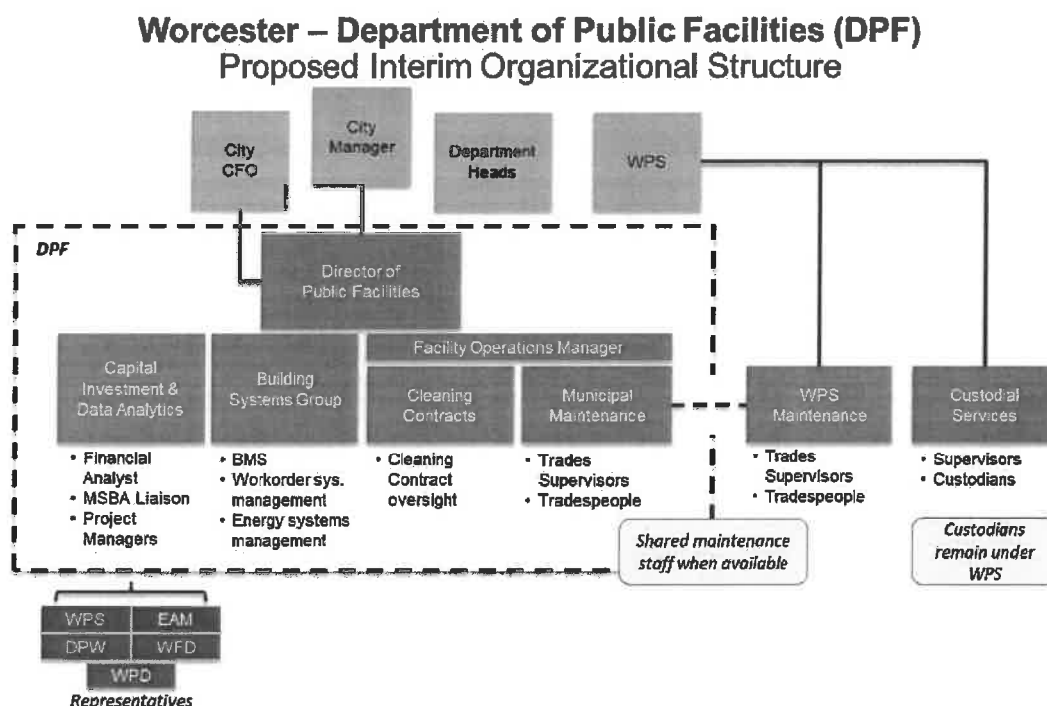 Worcester – Department of Public Facilities (DPF)
Proposed Interim Organizational Structure
City
CFO
City
Manager
Department
Heads
WPS
DPF
Director of
Public Facilities
Facility Operations Manager
Capital
Investment &
Data Analytics
Building
Systems Group
Cleaning
Contracts
Municipal
Maintenance
WPS
Maintenance
Custodial
Services
• Financial
Analyst
• MSBA Liaison
• Project
Managers
• BMS
• Workorder sys.
management
• Energy systems
management
• Cleaning
Contract
oversight
• Trades
Supervisors
• Tradespeople
• Trades
Supervisors
• Tradespeople
• Supervisors
• Custodians
Shared maintenance
staff when available
Custodians
remain under
WPS
WPS
EAM
DPW
WFD
WPD
Representatives